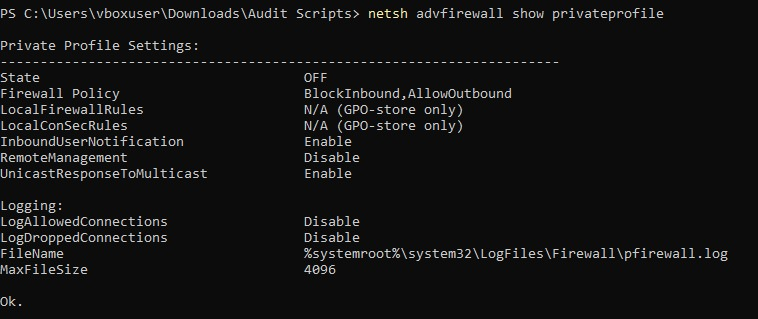 PS C:\Users\vboxuser\Downloads\Audit Scripts> netsh advfirewall show privateprofile
Private Profile Settings:
----------------------------------------------------------------------
State OFF
Firewall Policy BlockInbound,AllowOutbound
LocalFirewallRules N/A (GPO-store only)
LocalConSecRules N/A (GPO-store only)
InboundUserNotification Enable
RemoteManagement Disable
UnicastResponseToMulticast Enable
Logging:
LogAllowedConnections Disable
LogDroppedConnections Disable
FileName %systemroot%\system32\LogFiles\Firewall\pfirewall.log
MaxFileSize 4096
Ok.